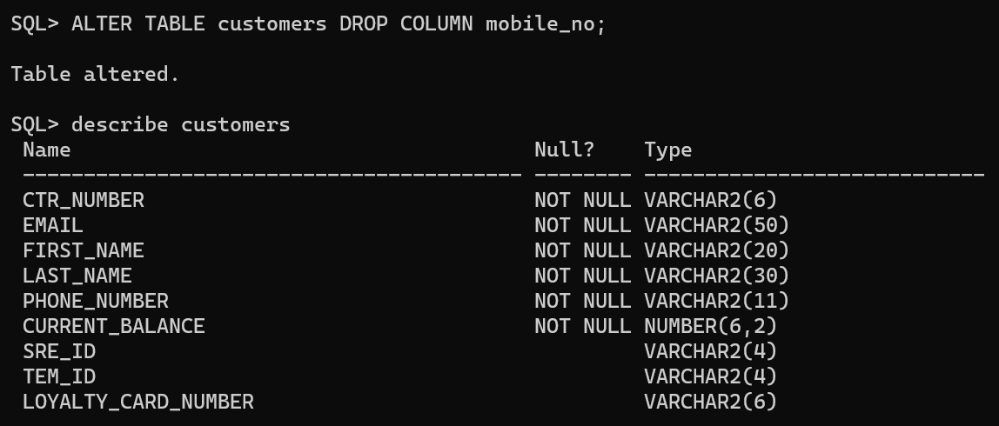 SQL> ALTER TABLE customers DROP COLUMN mobile_no;
Table altered.
SQL> describe customers
 Name                                      Null?    Type
 ----------------------------------------- -------- ----------------------------
 CTR_NUMBER                                NOT NULL VARCHAR2(6)
 EMAIL                                     NOT NULL VARCHAR2(50)
 FIRST_NAME                                NOT NULL VARCHAR2(20)
 LAST_NAME                                 NOT NULL VARCHAR2(30)
 PHONE_NUMBER                              NOT NULL VARCHAR2(11)
 CURRENT_BALANCE                           NOT NULL NUMBER(6,2)
 SRE_ID                                             VARCHAR2(4)
 TEM_ID                                             VARCHAR2(4)
 LOYALTY_CARD_NUMBER                                VARCHAR2(6)